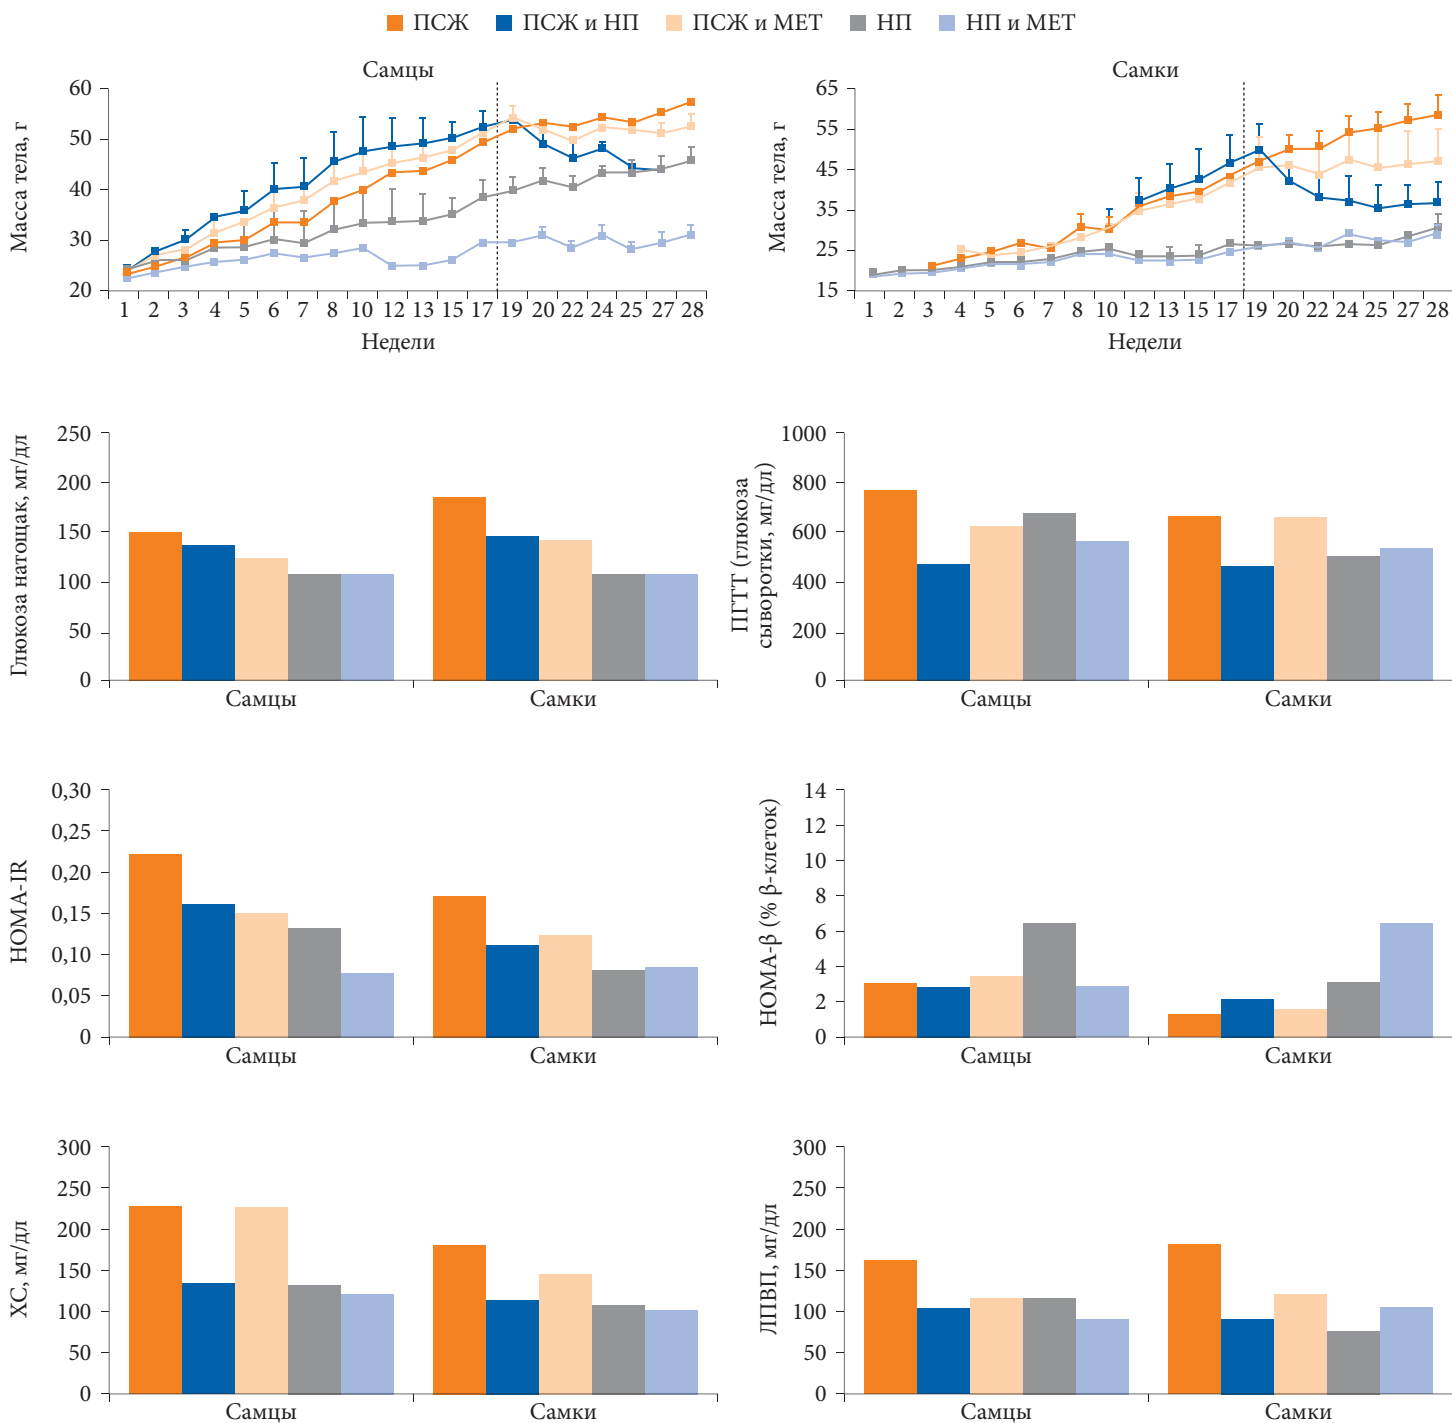 ПСЖ ПСЖ и НП ПСЖ и МЕТ НП НП и МЕТ
Самцы
Масса тела, г
60
50
40
30
20
1 2 3 4 5 6 7 8 10 12 13 15 17 19 20 22 24 25 27 28
Недели
Самки
Масса тела, г
65
55
45
35
25
15
1 2 3 4 5 6 7 8 10 12 13 15 17 19 20 22 24 25 27 28
Недели
Глюкоза натощак, мг/дл
250
200
150
100
50
0
Самцы Самки
ПГТТ (глюкоза
сыворотки, мг/дл)
1000
800
600
400
200
0
Самцы Самки
HOMA-IR
0,30
0,25
0,20
0,15
0,10
0,05
0
Самцы Самки
HOMA-β (% β-клеток)
14
12
10
8
6
4
2
0
Самцы Самки
ХС, мг/дл
300
250
200
150
100
50
0
Самцы Самки
ЛПВП, мг/дл
300
250
200
150
100
50
0
Самцы Самки